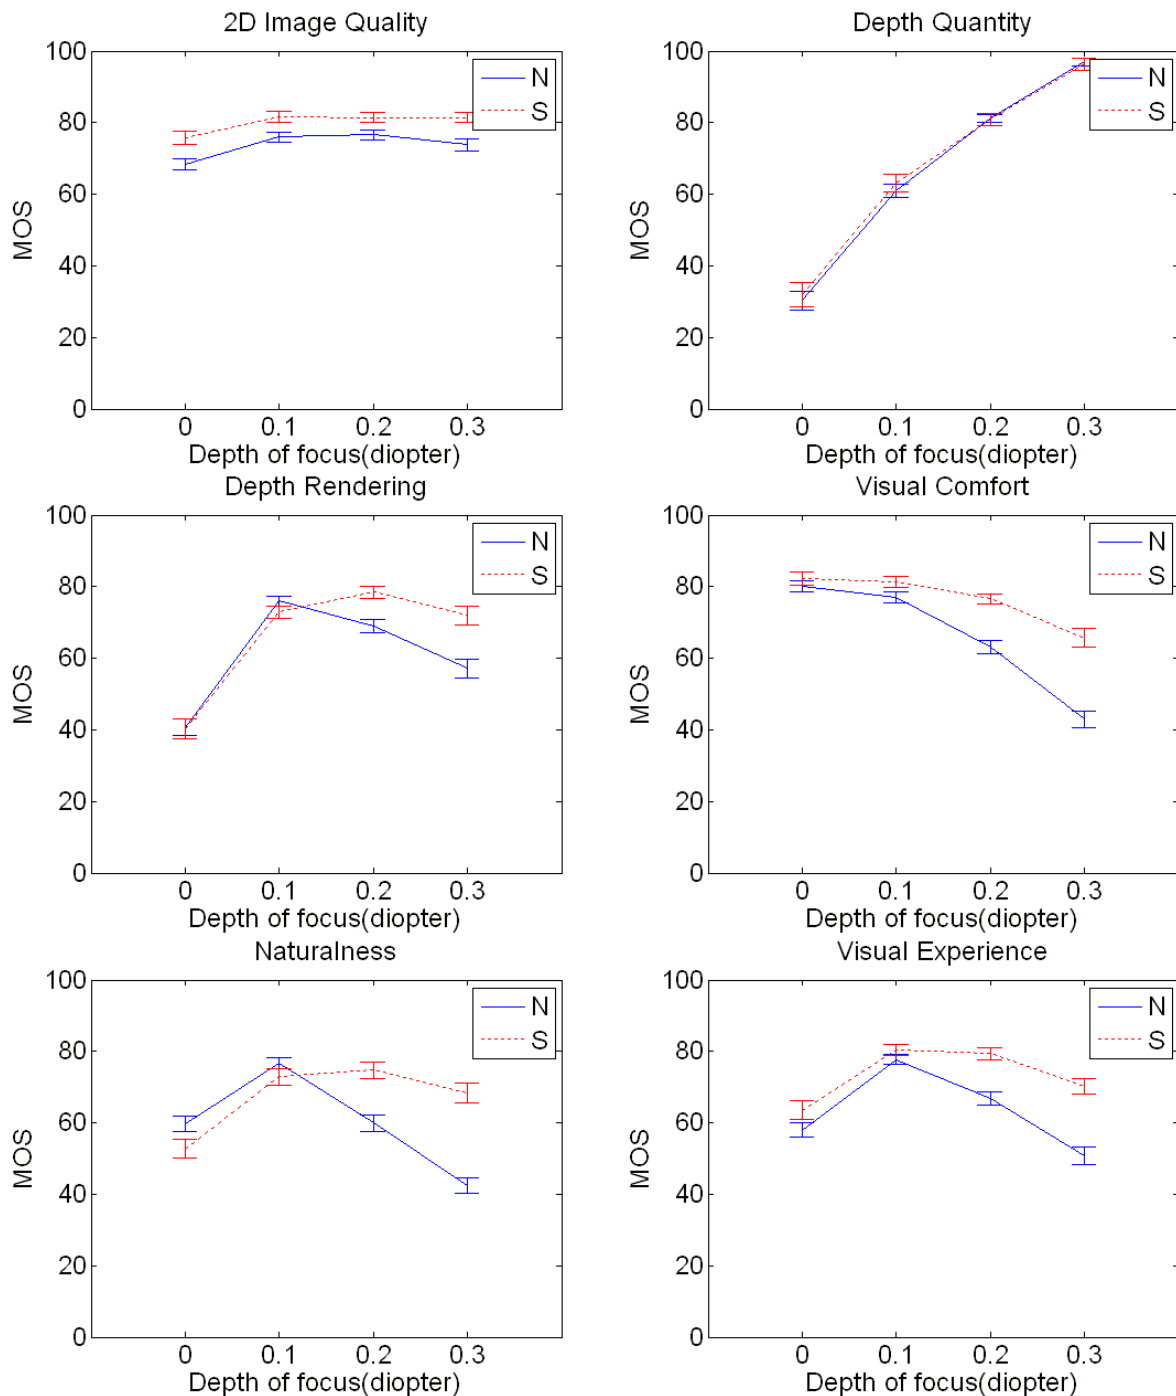 2D Image Quality
100
80
60
40
20
0
MOS
N
S
0 0.1 0.2 0.3
Depth of focus(diopter)
Depth Quantity
100
80
60
40
20
0
MOS
N
S
0 0.1 0.2 0.3
Depth of focus(diopter)
Depth Rendering
100
80
60
40
20
0
MOS
N
S
0 0.1 0.2 0.3
Depth of focus(diopter)
Visual Comfort
100
80
60
40
20
0
MOS
N
S
0 0.1 0.2 0.3
Depth of focus(diopter)
Naturalness
100
80
60
40
20
0
MOS
N
S
0 0.1 0.2 0.3
Depth of focus(diopter)
Visual Experience
100
80
60
40
20
0
MOS
N
S
0 0.1 0.2 0.3
Depth of focus(diopter)